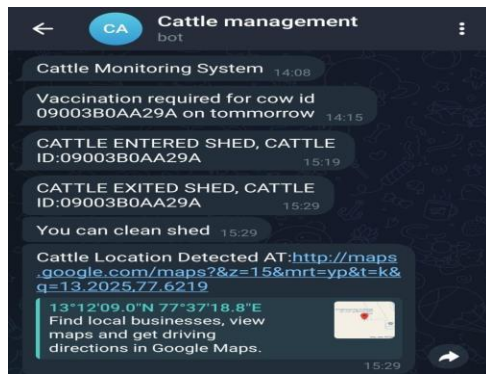 CA
Cattle management
bot
Cattle Monitoring System 14:08
Vaccination required for cow id
09003B0AA29A on tommorrow 14:15
CATTLE ENTERED SHED, CATTLE
ID:09003B0AA29A
15:19
CATTLE EXITED SHED, CATTLE
ID:09003B0AA29A
15:29
You can clean shed 15:29
Cattle Location Detected AT:http://maps
.google.com/maps?&z=15&mrt=yp&t=k&
q=13.2025,77.6219
13°12'09.0"N 77°37'18.8"E
Find local businesses, view
maps and get driving
directions in Google Maps.
15:29